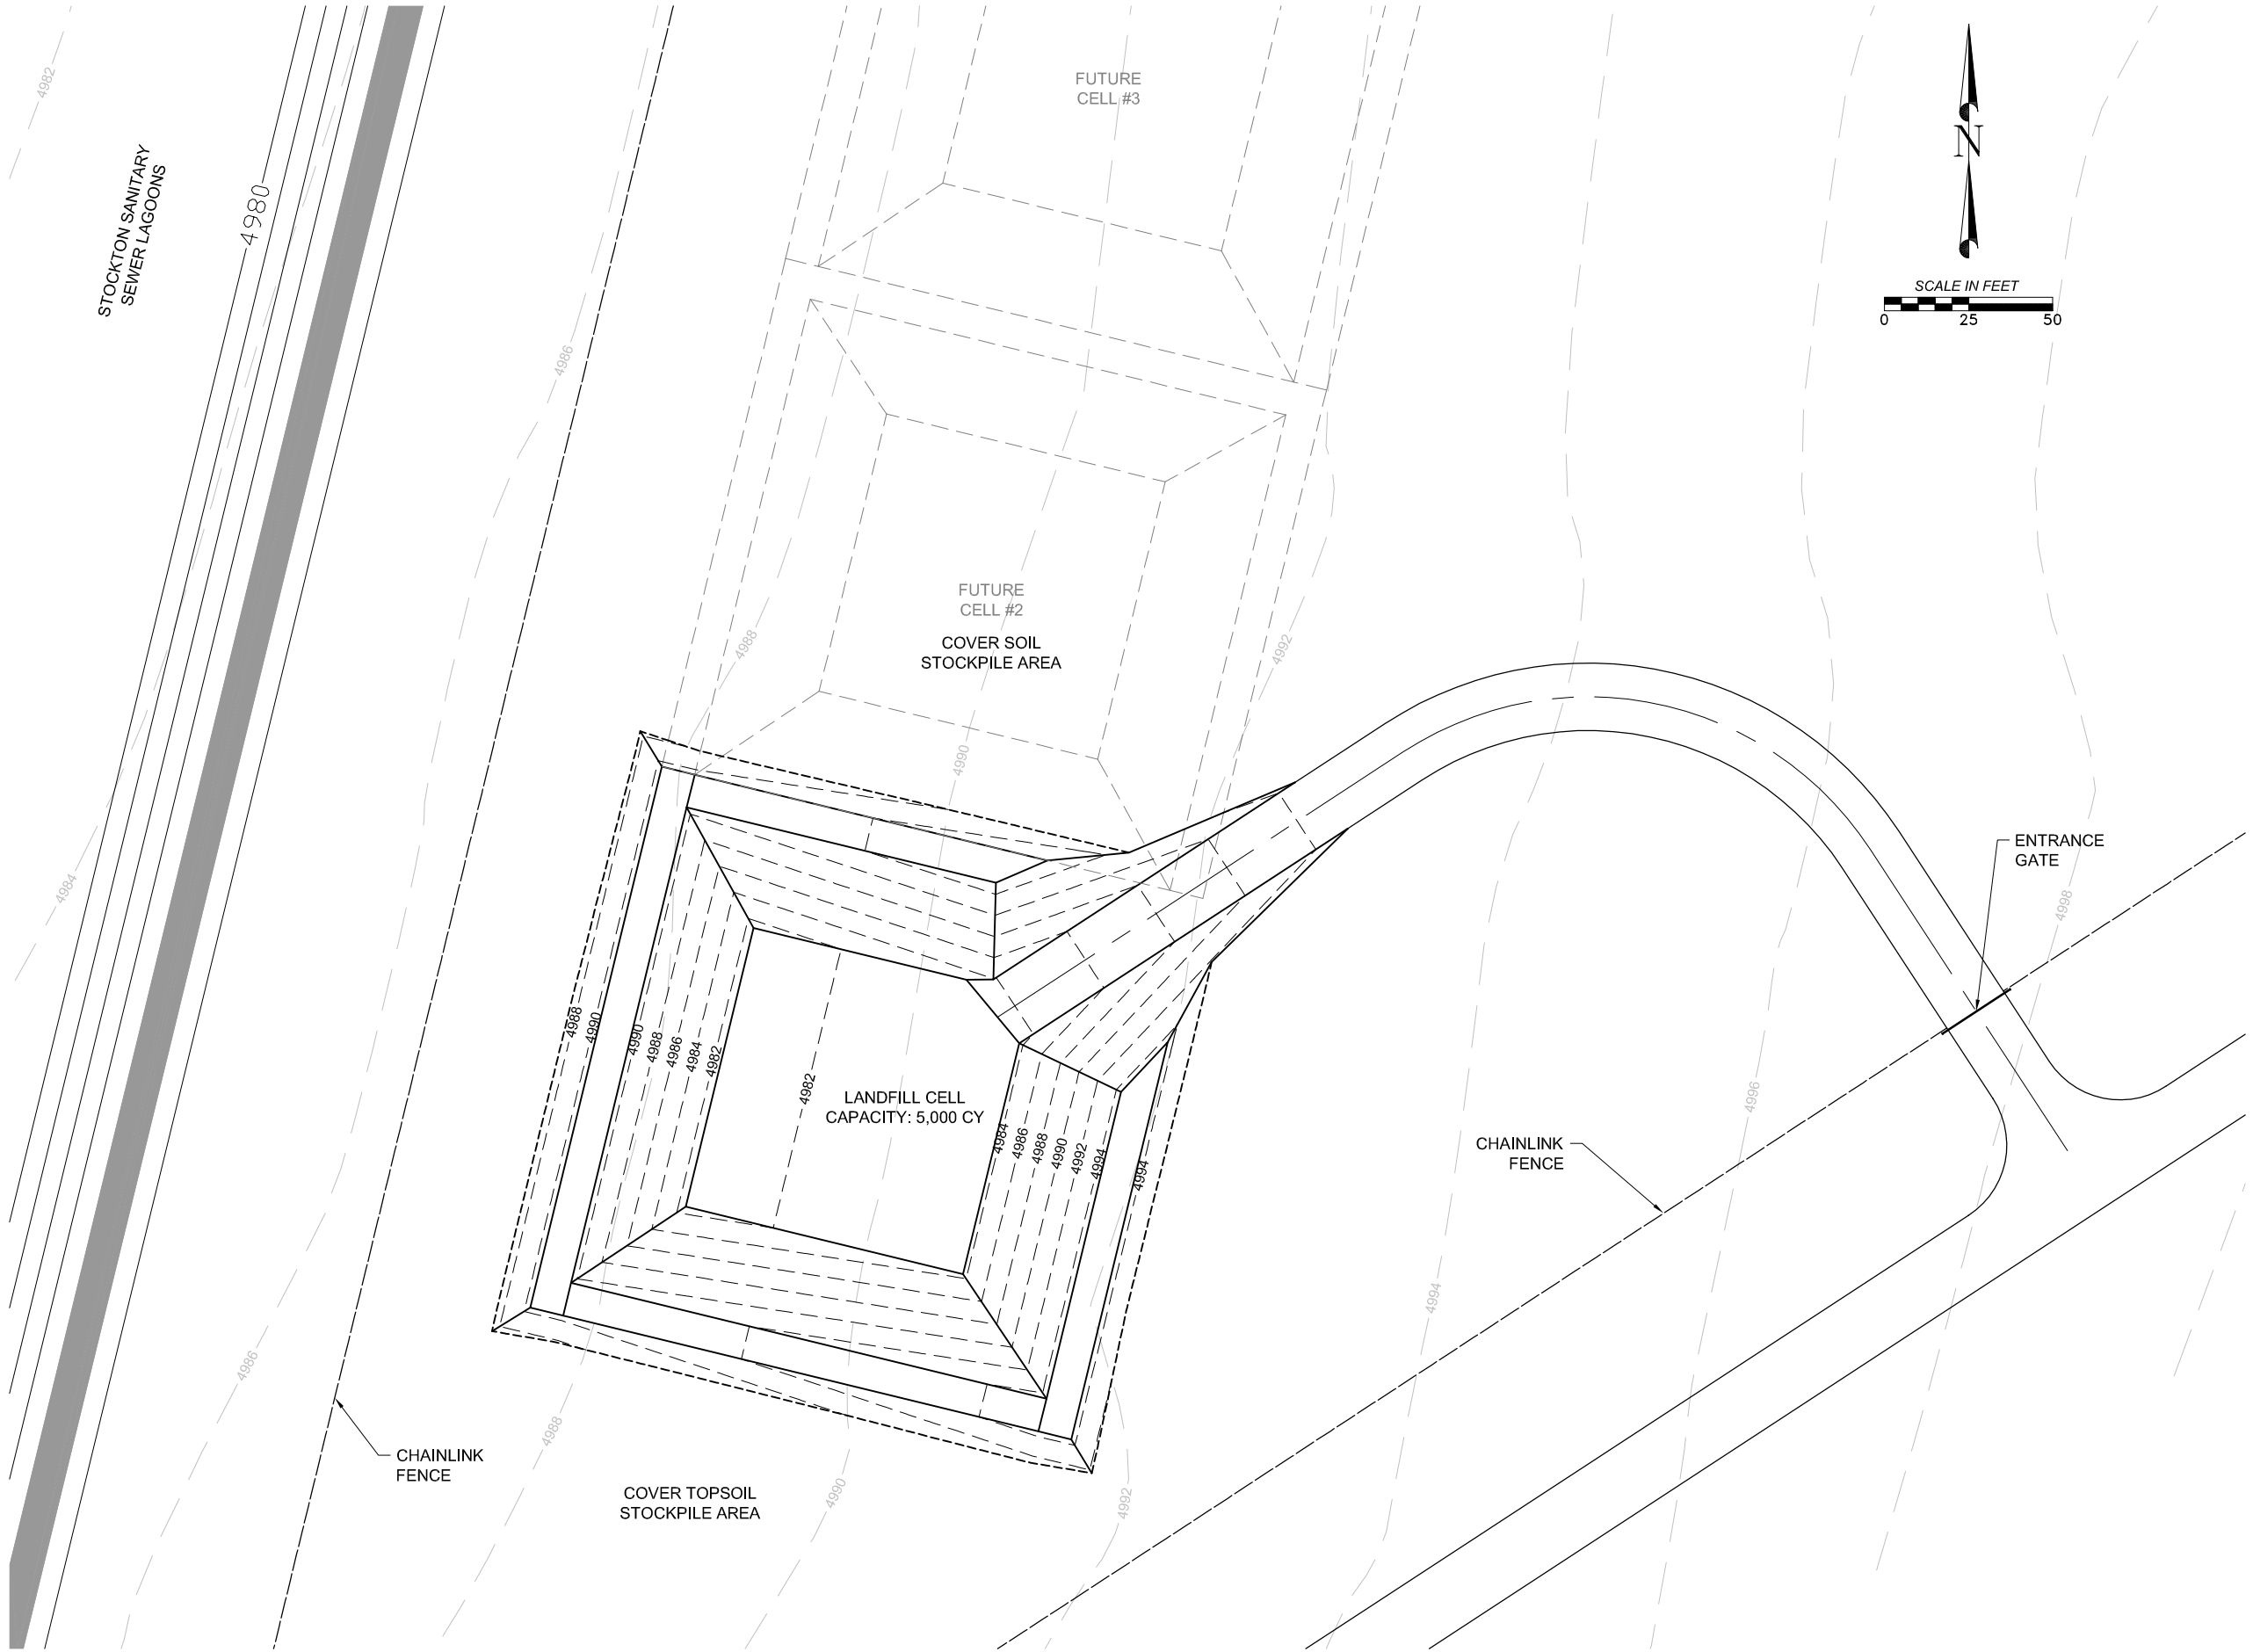 4982
FUTURE
CELL #3
N
STOCKTON SANITARY
SEWER LAGOONS
4980
SCALE IN FEET
0 25 50
4986
FUTURE
CELL #2
COVER SOIL
STOCKPILE AREA
4988
4992
4990
ENTRANCE
GATE
4984
4998
4988
4990
4990
4988
4986
4984
4982
4982
LANDFILL CELL
CAPACITY: 5,000 CY
4984
4986
4988
4990
4992
4994
4994
4996
CHAINLINK
FENCE
4994
4986
4988
CHAINLINK
FENCE
4990
4992
COVER TOPSOIL
STOCKPILE AREA